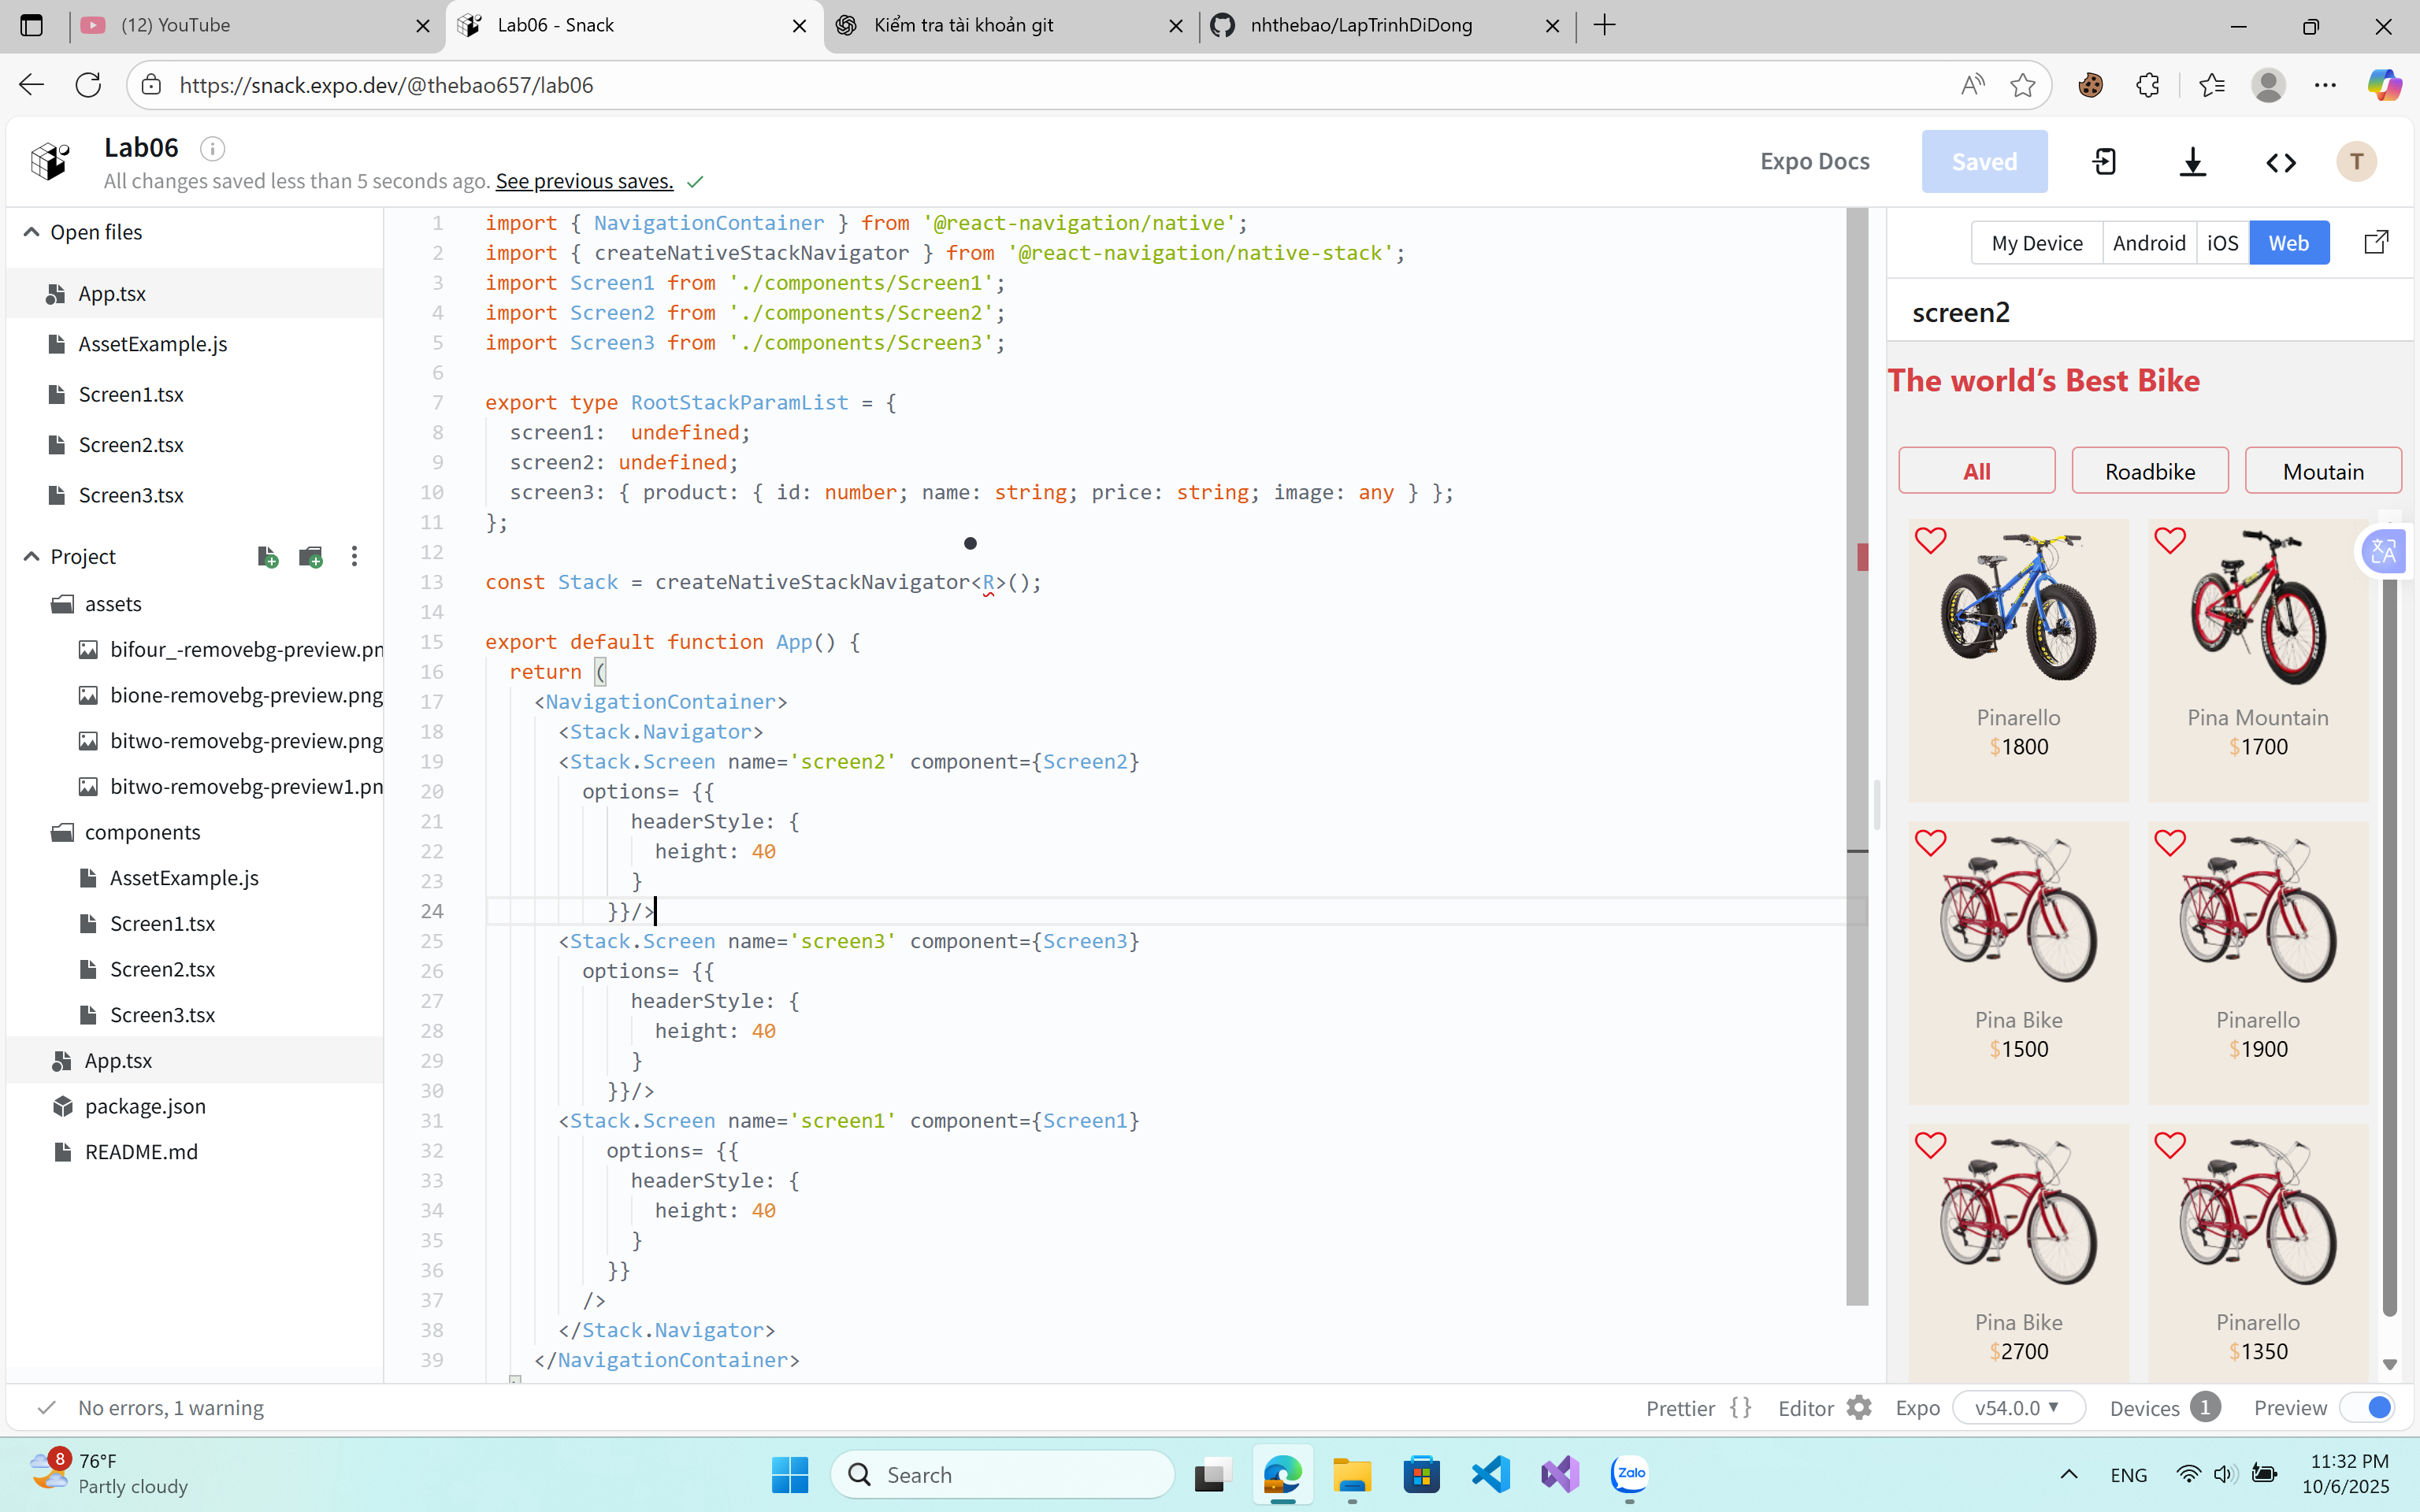 (12) YouTube
Lab06 - Snack
Kiểm tra tài khoản git
nhthebao/LapTrinhDiDong
https://snack.expo.dev/@thebao657/lab06
Lab06
All changes saved less than 5 seconds ago. See previous saves.
Expo Docs
Saved
T
Open files
App.tsx
AssetExample.js
Screen1.tsx
Screen2.tsx
Screen3.tsx
Project
assets
bifour_-removebg-preview.pn
bione-removebg-preview.png
bitwo-removebg-preview.png
bitwo-removebg-preview1.pn
components
AssetExample.js
Screen1.tsx
Screen2.tsx
Screen3.tsx
App.tsx
package.json
README.md
1 import { NavigationContainer } from '@react-navigation/native';
2 import { createNativeStackNavigator } from '@react-navigation/native-stack';
3 import Screen1 from './components/Screen1';
4 import Screen2 from './components/Screen2';
5 import Screen3 from './components/Screen3';
6
7 export type RootStackParamList = {
8 screen1:  undefined;
9 screen2: undefined;
10 screen3: { product: { id: number; name: string; price: string; image: any } };
11 };
12
13 const Stack = createNativeStackNavigator<R>();
14
15 export default function App() {
16 return (
17 <NavigationContainer>
18 <Stack.Navigator>
19 <Stack.Screen name='screen2' component={Screen2}
20 options= {{
21 headerStyle: {
22 height: 40
23 }
24 }}/>
25 <Stack.Screen name='screen3' component={Screen3}
26 options= {{
27 headerStyle: {
28 height: 40
29 }
30 }}/>
31 <Stack.Screen name='screen1' component={Screen1}
32 options= {{
33 headerStyle: {
34 height: 40
35 }
36 }}
37 />
38 </Stack.Navigator>
39 </NavigationContainer>
My Device Android iOS Web
screen2
The world’s Best Bike
All Roadbike Moutain
Pinarello
$1800
Pina Mountain
$1700
Pina Bike
$1500
Pinarello
$1900
Pina Bike
$2700
Pinarello
$1350
No errors, 1 warning
Prettier {} Editor Expo v54.0.0 Devices 1 Preview
8
76°F
Partly cloudy
Search
Zalo
ENG
11:32 PM
10/6/2025